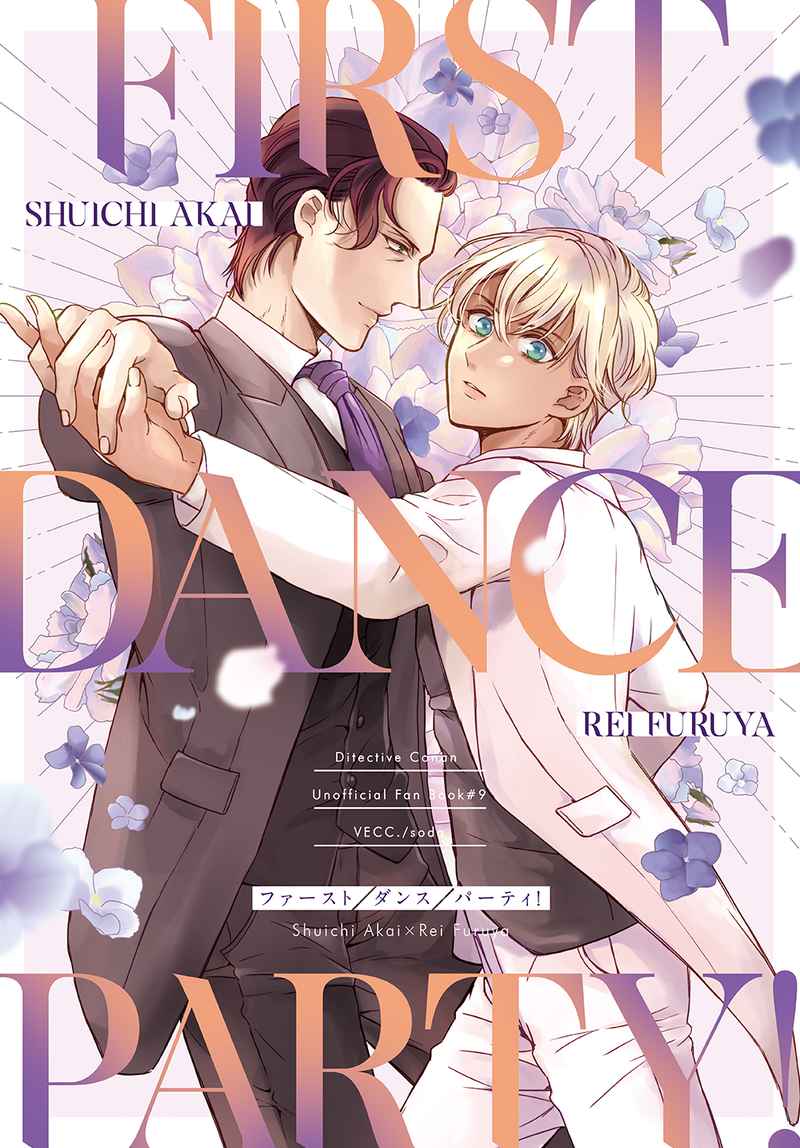 FIRST
SHUICHI AKAI
DANCE
REI FURUYA
Ditective Conan
Unofficial Fan Book#9
VECC./soda
ファースト/ダンス/パーティ!
Shuichi Akai×Rei Furuya
PARTY!